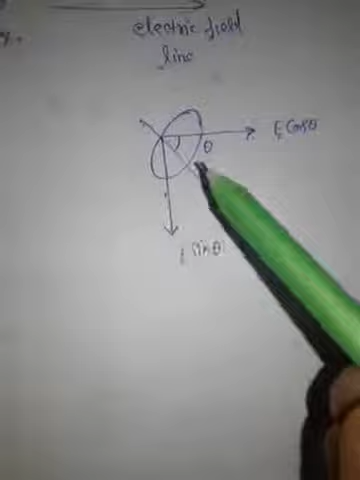 electric field
line
E Cosθ
θ
Sinθ